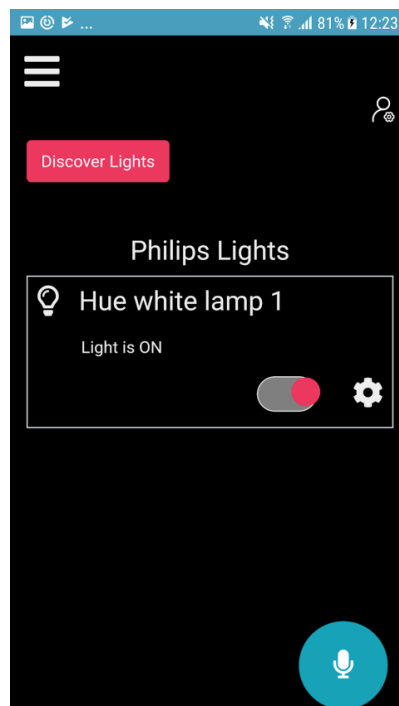 ... 81% 12:23
Discover Lights
Philips Lights
Hue white lamp 1
Light is ON